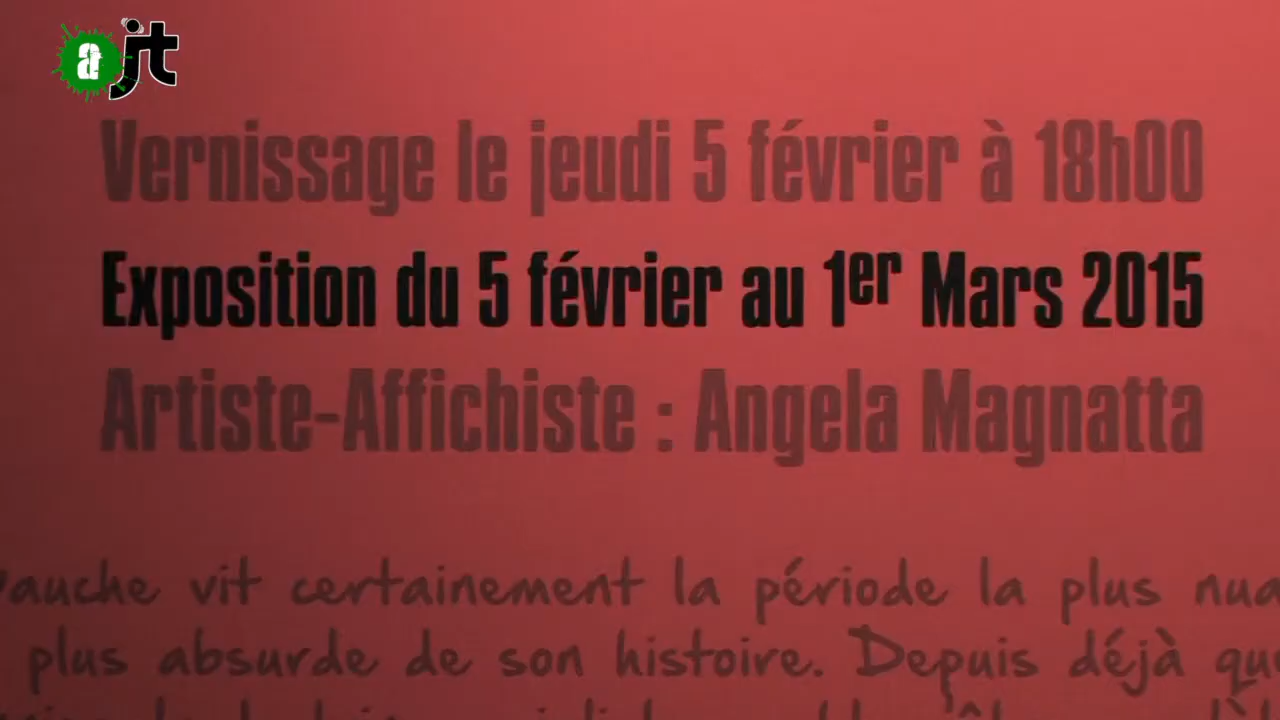 ajt
Vernissage le jeudi 5 février à 18h00
Exposition du 5 février au 1er Mars 2015
Artiste-Affichiste : Angela Magnatta
vit certainement la période la plus
plus absurde de son histoire. Depuis déjà